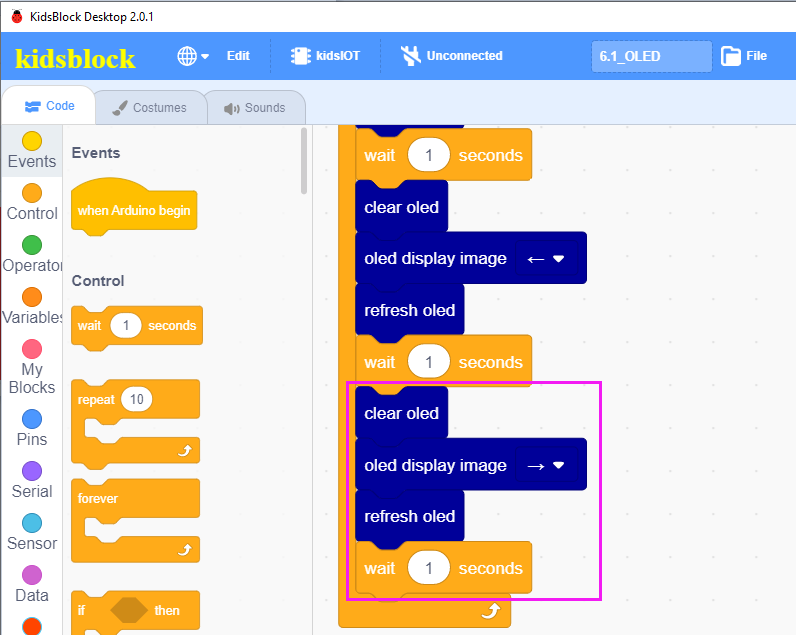 KidsBlock Desktop 2.0.1
kidsblock
Edit
kidsIOT
Unconnected
6.1_OLED
File
Code
Costumes
Sounds
Events
Control
Operato
Variables
My
Blocks
Pins
Serial
Sensor
Data
Events
when Arduino begin
Control
wait 1 seconds
repeat 10
forever
if then
wait 1 seconds
clear oled
oled display image ←
refresh oled
wait 1 seconds
clear oled
oled display image →
refresh oled
wait 1 seconds